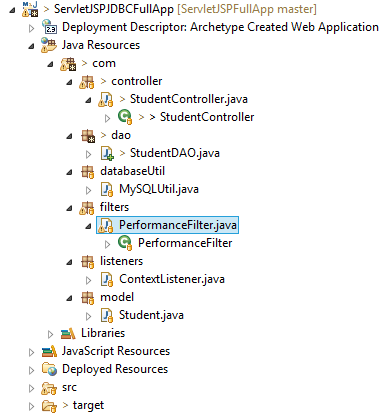 > ServletJSPJDBCFullApp [ServletJSPFullApp master]
Deployment Descriptor: Archetype Created Web Application
Java Resources
> com
> controller
> StudentController.java
> > StudentController
> dao
> StudentDAO.java
databaseUtil
MySQLUtil.java
filters
PerformanceFilter.java
PerformanceFilter
listeners
ContextListener.java
model
Student.java
Libraries
JavaScript Resources
Deployed Resources
src
> target